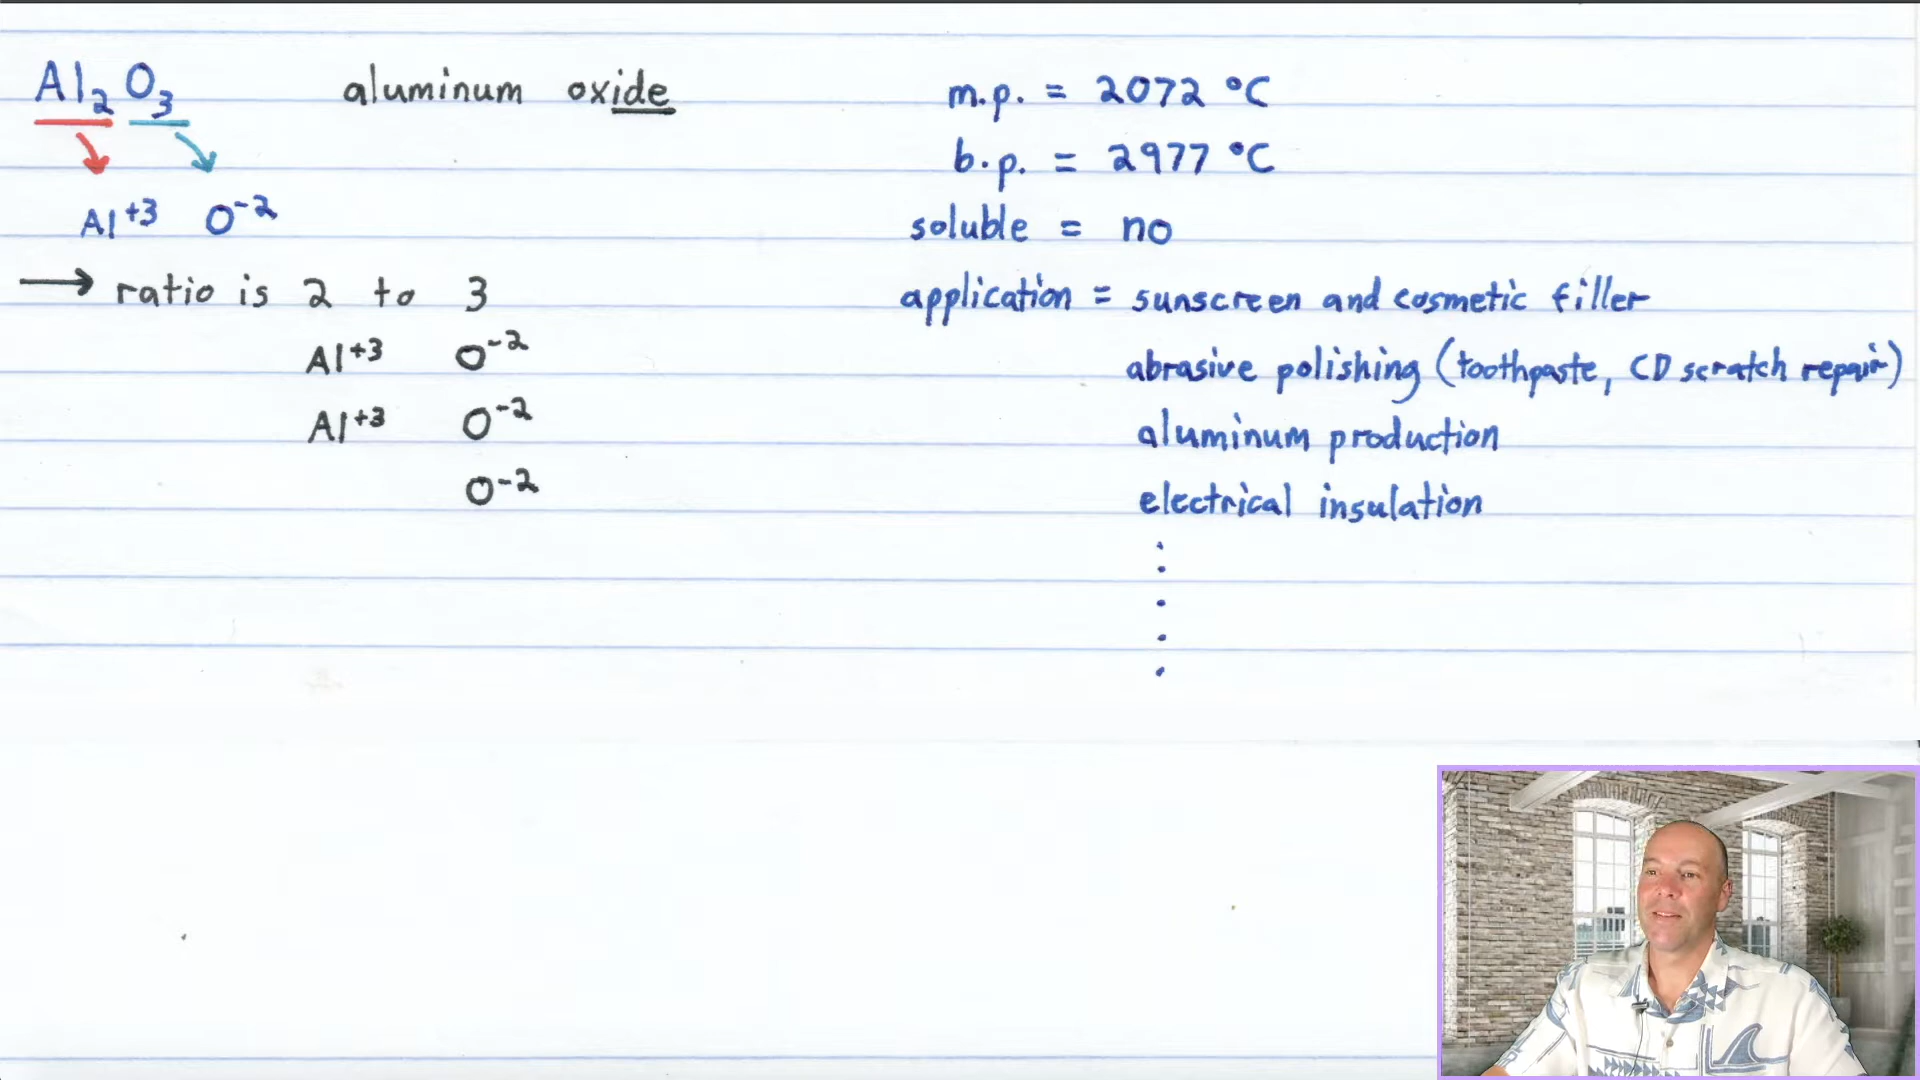 Al₂O₃ aluminum oxide
Al⁺³ O⁻²
→ ratio is 2 to 3
Al⁺³ O⁻²
Al⁺³ O⁻²
O⁻²
m.p. = 2072 °C
b.p. = 2977 °C
soluble = no
application = sunscreen and cosmetic filler
abrasive polishing (toothpaste, CD scratch repair)
aluminum production
electrical insulation